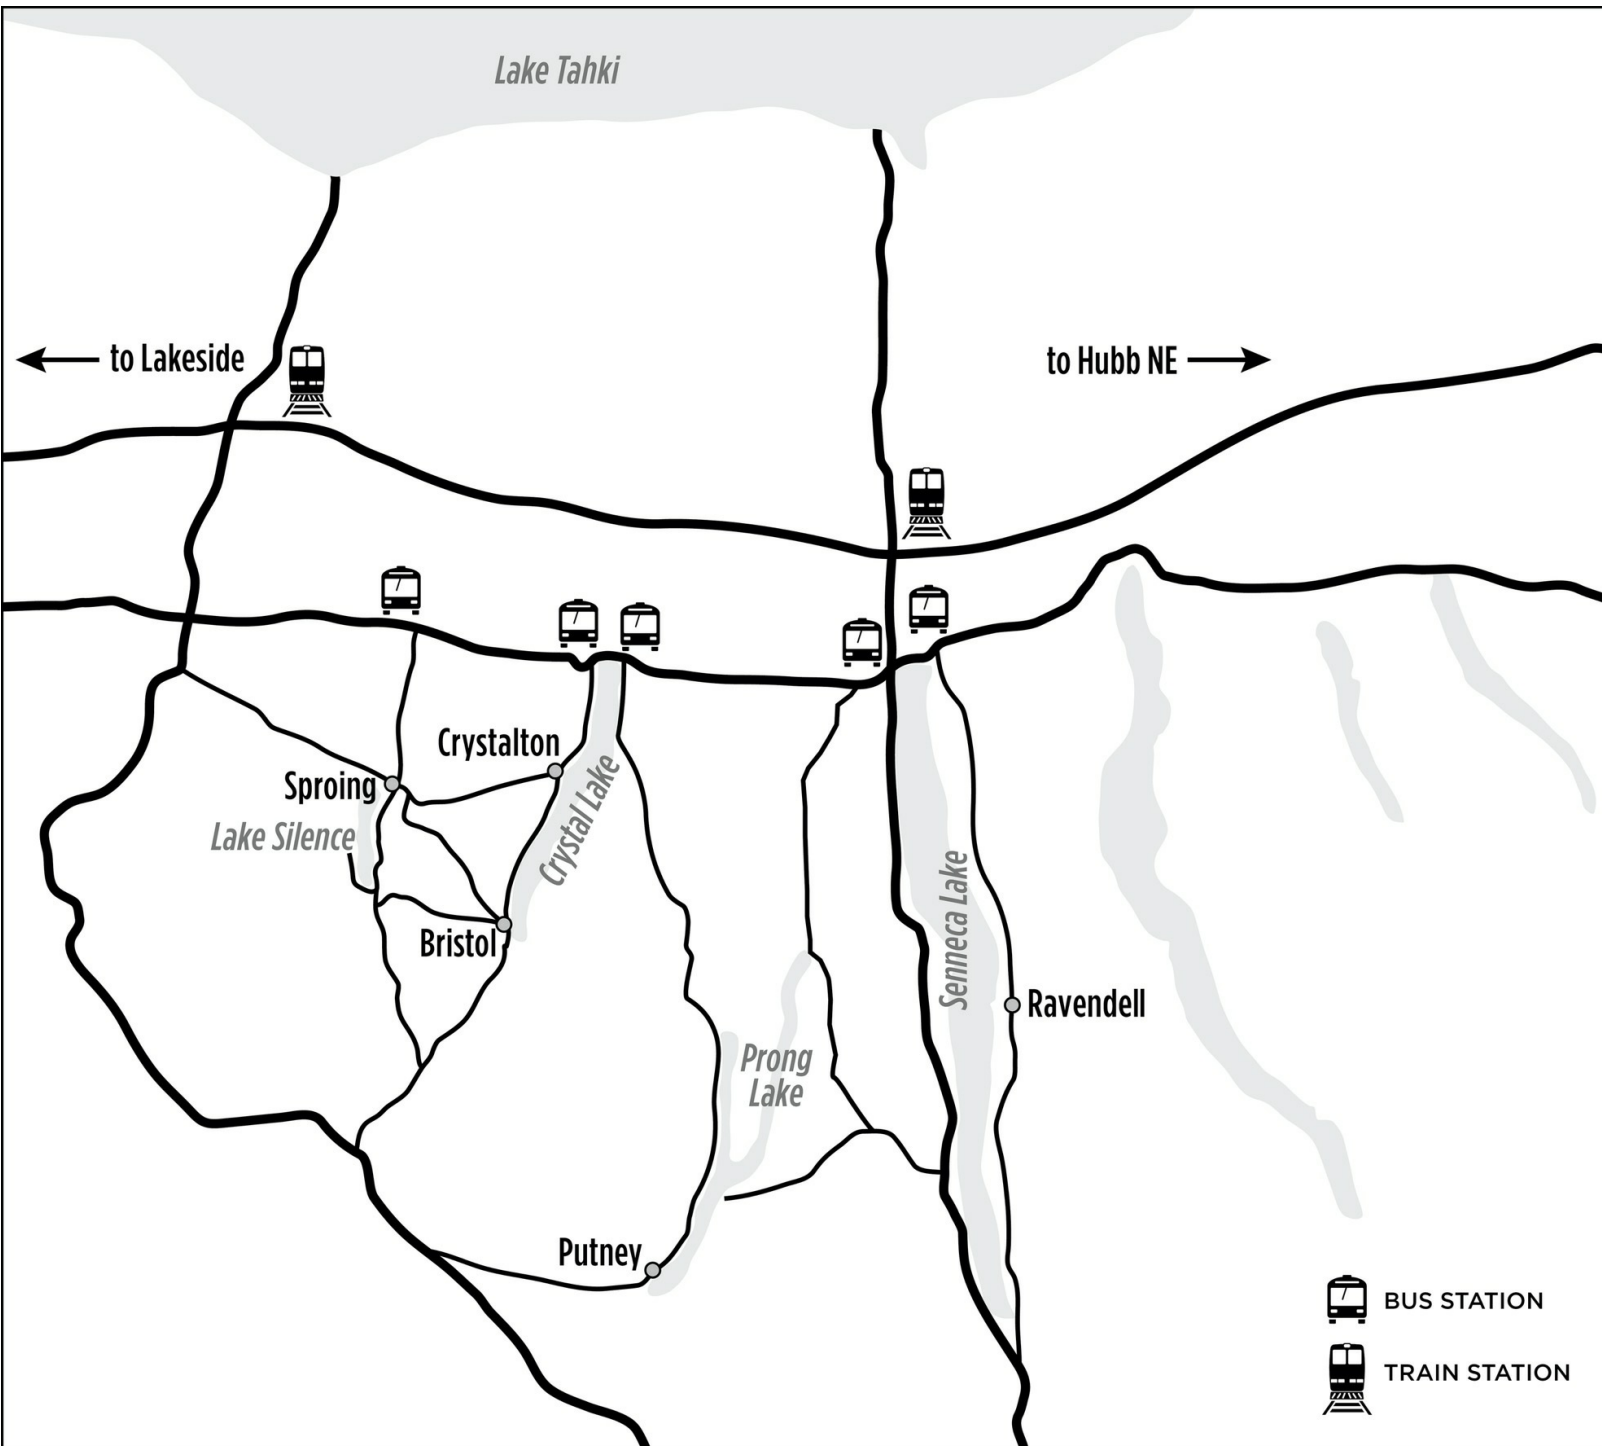 Lake Tahki
to Lakeside
to Hubb NE
Crystalton
Sproing
Crystal Lake
Lake Silence
Bristol
Senneca Lake
Ravendell
Prong
Lake
Putney
BUS STATION
TRAIN STATION